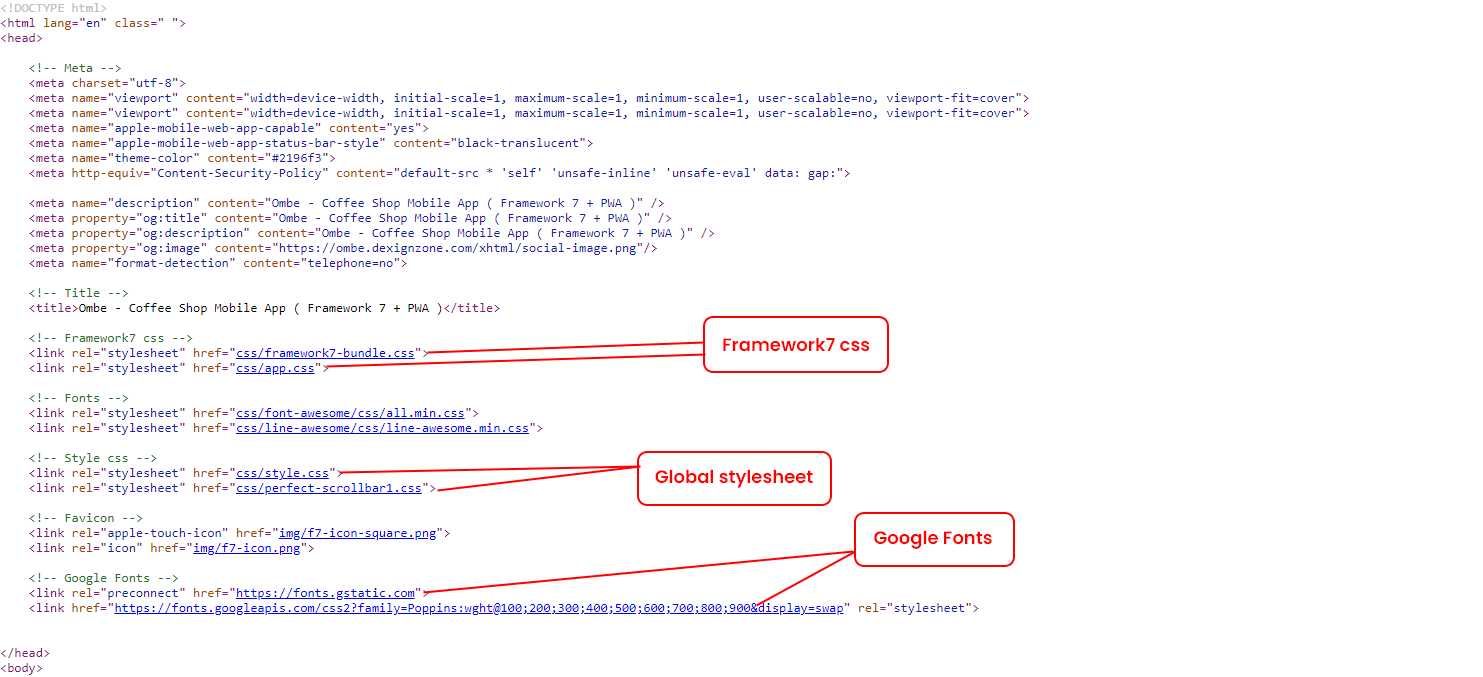 <!DOCTYPE html>
<html lang="en" class=" ">
<head>
<!-- Meta -->
<meta charset="utf-8">
<meta name="viewport" content="width=device-width, initial-scale=1, maximum-scale=1, minimum-scale=1, user-scalable=no, viewport-fit=cover">
<meta name="viewport" content="width=device-width, initial-scale=1, maximum-scale=1, minimum-scale=1, user-scalable=no, viewport-fit=cover">
<meta name="apple-mobile-web-app-capable" content="yes">
<meta name="apple-mobile-web-app-status-bar-style" content="black-translucent">
<meta name="theme-color" content="#2196f3">
<meta http-equiv="Content-Security-Policy" content="default-src * 'self' 'unsafe-inline' 'unsafe-eval' data: gap:">
<meta name="description" content="Ombe - Coffee Shop Mobile App ( Framework 7 + PWA )" />
<meta property="og:title" content="Ombe - Coffee Shop Mobile App ( Framework 7 + PWA )" />
<meta property="og:description" content="Ombe - Coffee Shop Mobile App ( Framework 7 + PWA )" />
<meta property="og:image" content="https://ombe.dexignzone.com/xhtml/social-image.png"/>
<meta name="format-detection" content="telephone=no">
<!-- Title -->
<title>Ombe - Coffee Shop Mobile App ( Framework 7 + PWA )</title>
<!-- Framework7 css -->
<link rel="stylesheet" href="css/framework7-bundle.css">
Framework7 css
<link rel="stylesheet" href="css/app.css">
<!-- Fonts -->
<link rel="stylesheet" href="css/font-awesome/css/all.min.css">
<link rel="stylesheet" href="css/line-awesome/css/line-awesome.min.css">
<!-- Style css -->
<link rel="stylesheet" href="css/style.css">
Global stylesheet
<link rel="stylesheet" href="css/perfect-scrollbar1.css">
<!-- Favicon -->
<link rel="apple-touch-icon" href="img/f7-icon-square.png">
Google Fonts
<link rel="icon" href="img/f7-icon.png">
<!-- Google Fonts -->
<link rel="preconnect" href="https://fonts.gstatic.com">
<link href="https://fonts.googleapis.com/css2?family=Poppins:wght@100;200;300;400;500;600;700;800;900&display=swap" rel="stylesheet">
</head>
<body>